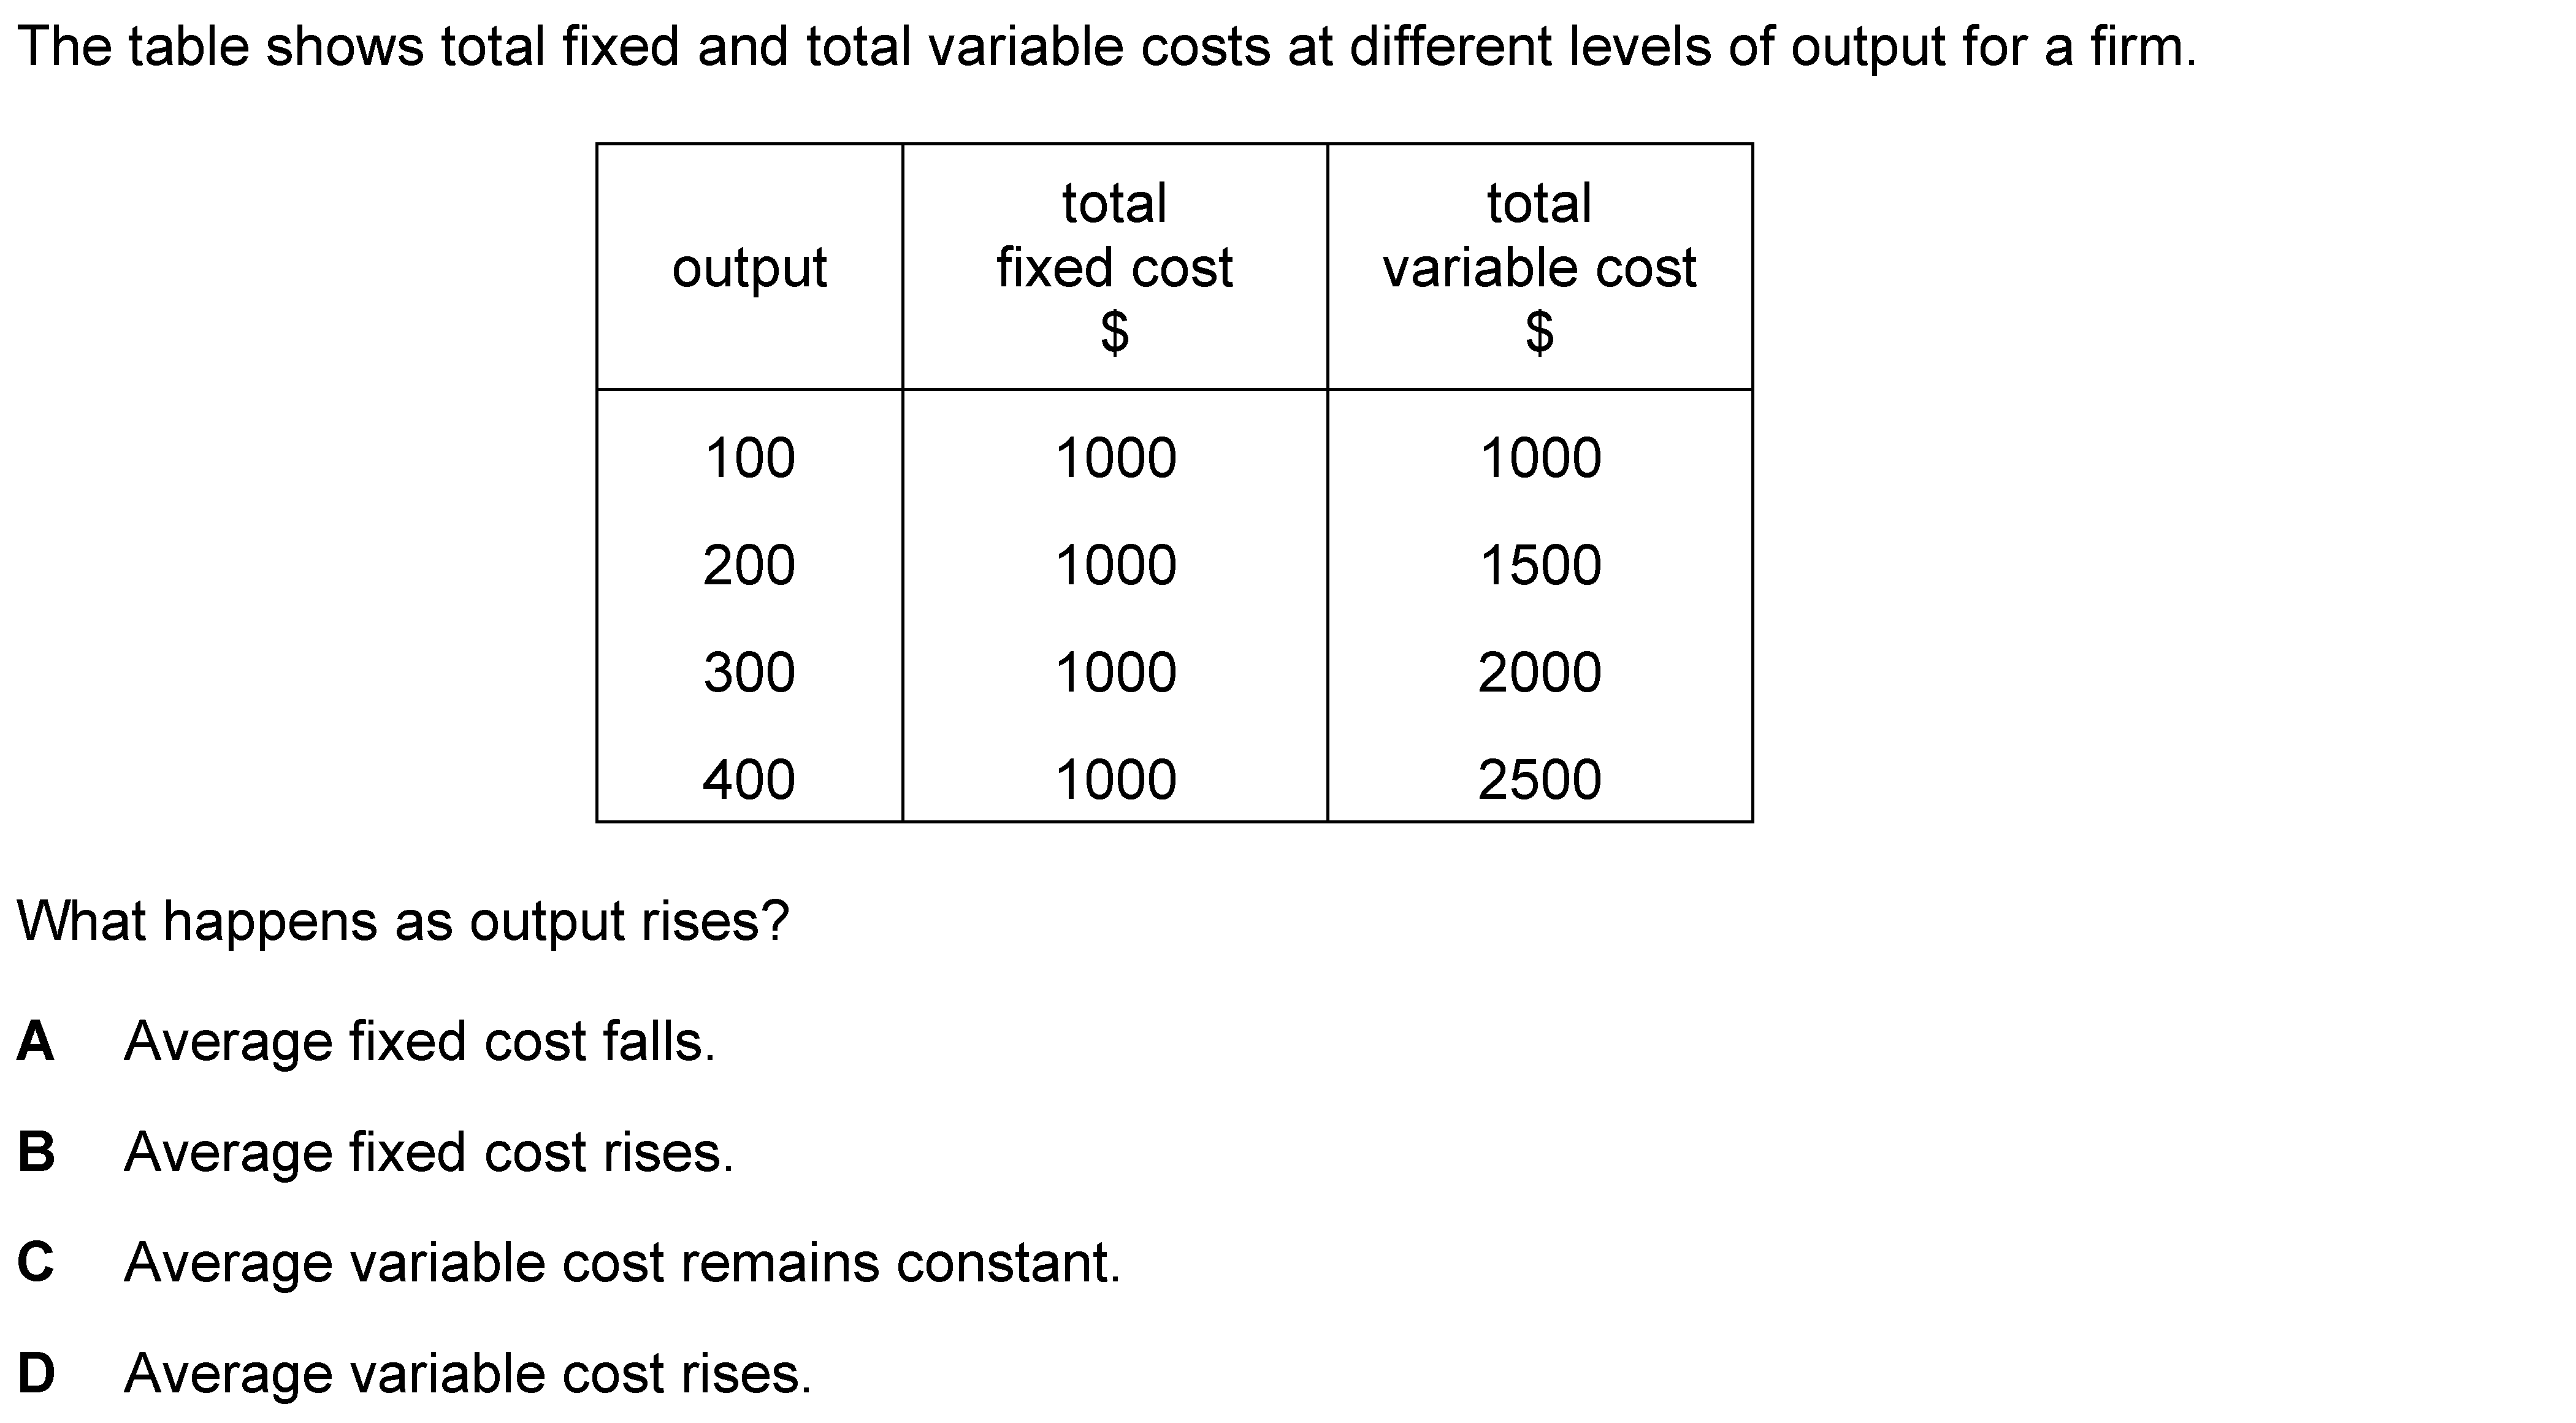 The table shows total fixed and total variable costs at different levels of output for a firm.
output total fixed cost $ total variable cost $
100 1000 1000
200 1000 1500
300 1000 2000
400 1000 2500
What happens as output rises?
A Average fixed cost falls.
B Average fixed cost rises.
C Average variable cost remains constant.
D Average variable cost rises.